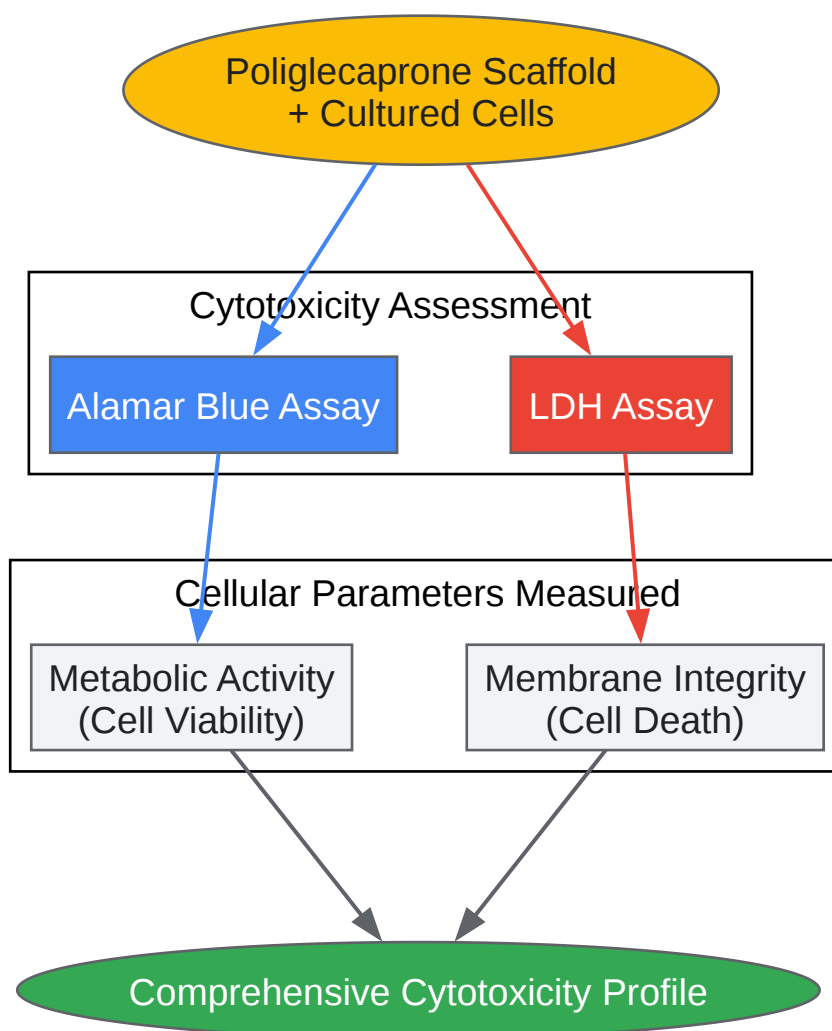 Poliglecaprone Scaffold
+ Cultured Cells
Cytotoxicity Assessment
Alamar Blue Assay
LDH Assay
Cellular Parameters Measured
Metabolic Activity
(Cell Viability)
Membrane Integrity
(Cell Death)
Comprehensive Cytotoxicity Profile